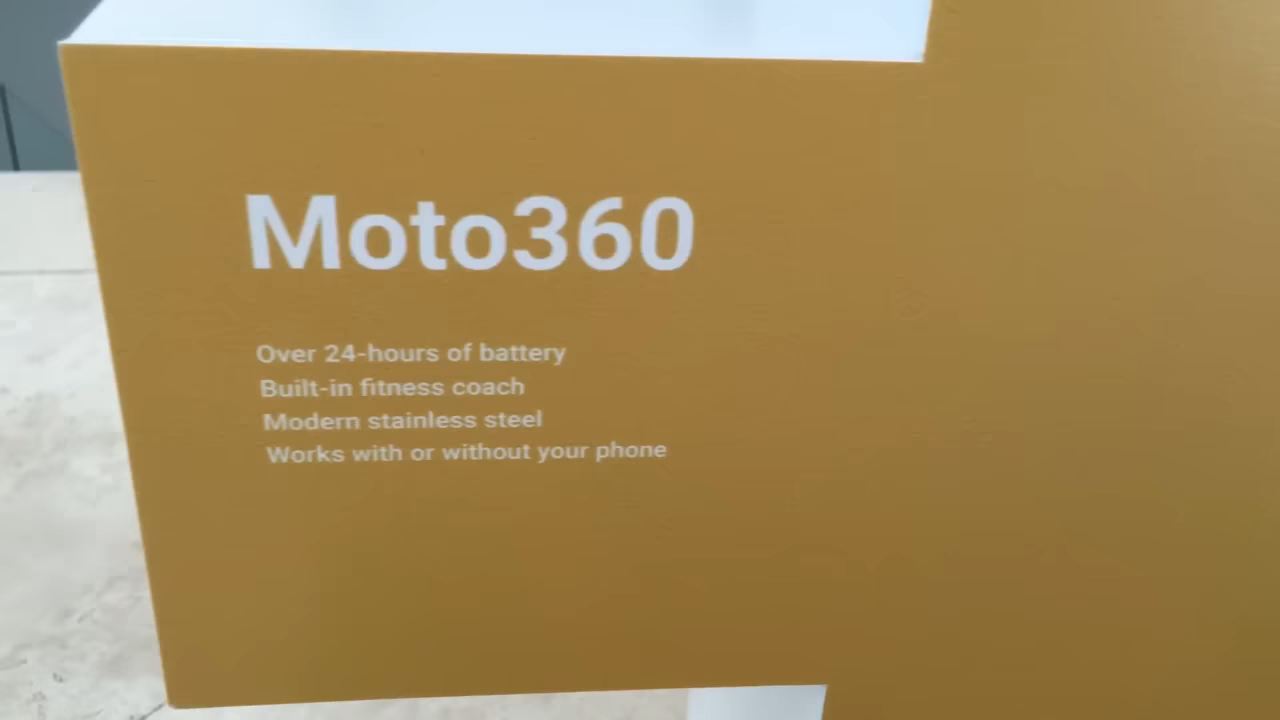 Moto360
Over 24-hours of battery
Built-in fitness coach
Modern stainless steel
Works with or without your phone